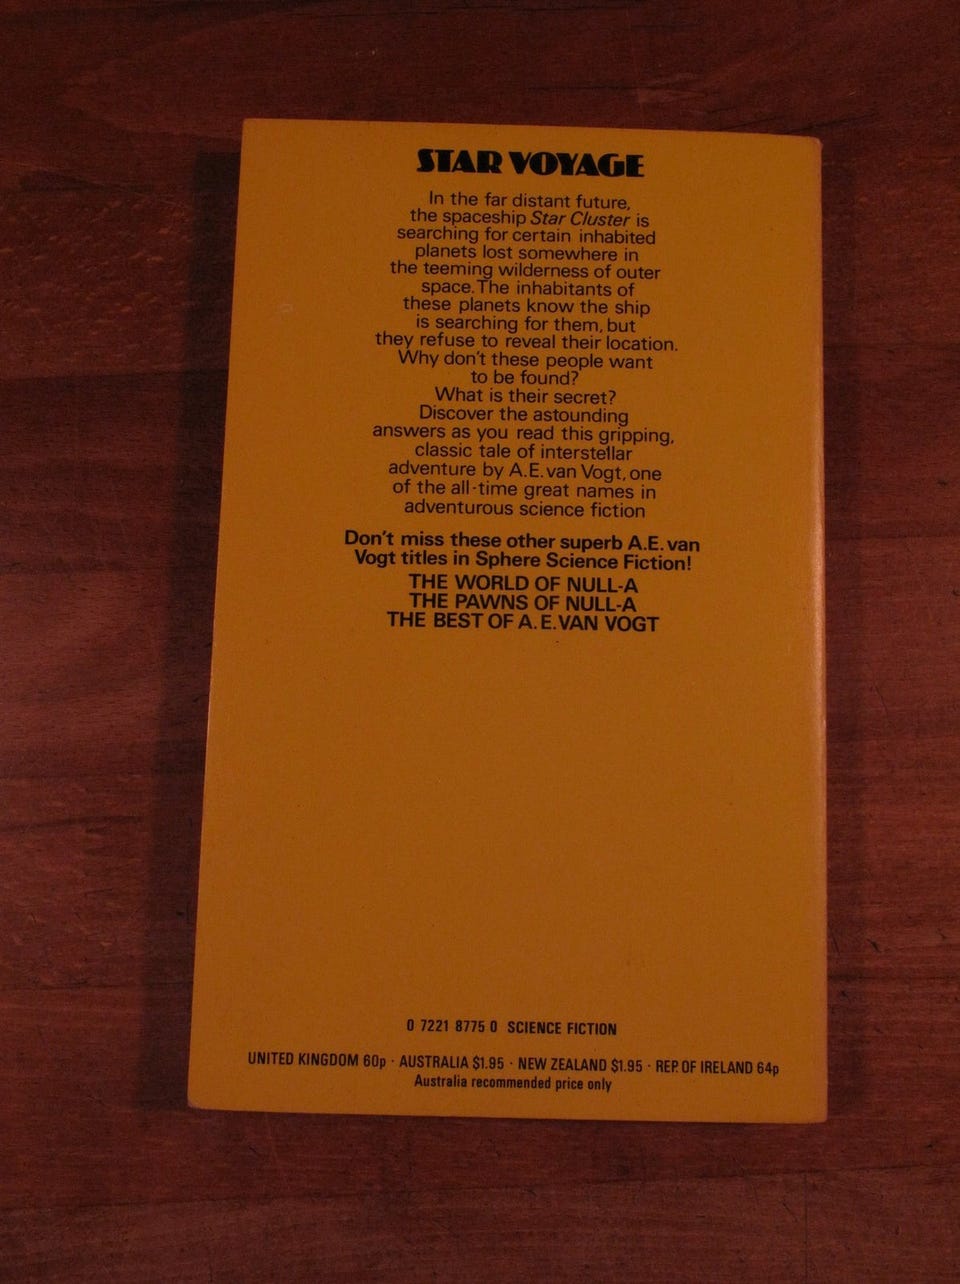 STAR VOYAGE
In the far distant future,
the spaceship Star Cluster is
searching for certain inhabited
planets lost somewhere in
the teeming wilderness of outer
space. The inhabitants of
these planets know the ship
is searching for them, but
they refuse to reveal their location.
Why don't these people want
to be found?
What is their secret?
Discover the astounding
answers as you read this gripping,
classic tale of interstellar
adventure by A.E. van Vogt, one
of the all-time great names in
adventurous science fiction
Don't miss these other superb A.E. van
Vogt titles in Sphere Science Fiction!
THE WORLD OF NULL-A
THE PAWNS OF NULL-A
THE BEST OF A.E. VAN VOGT
0 7221 8775 0 SCIENCE FICTION
UNITED KINGDOM 60p · AUSTRALIA $1.95 · NEW ZEALAND $1.95 · REP. OF IRELAND 64p
Australia recommended price only